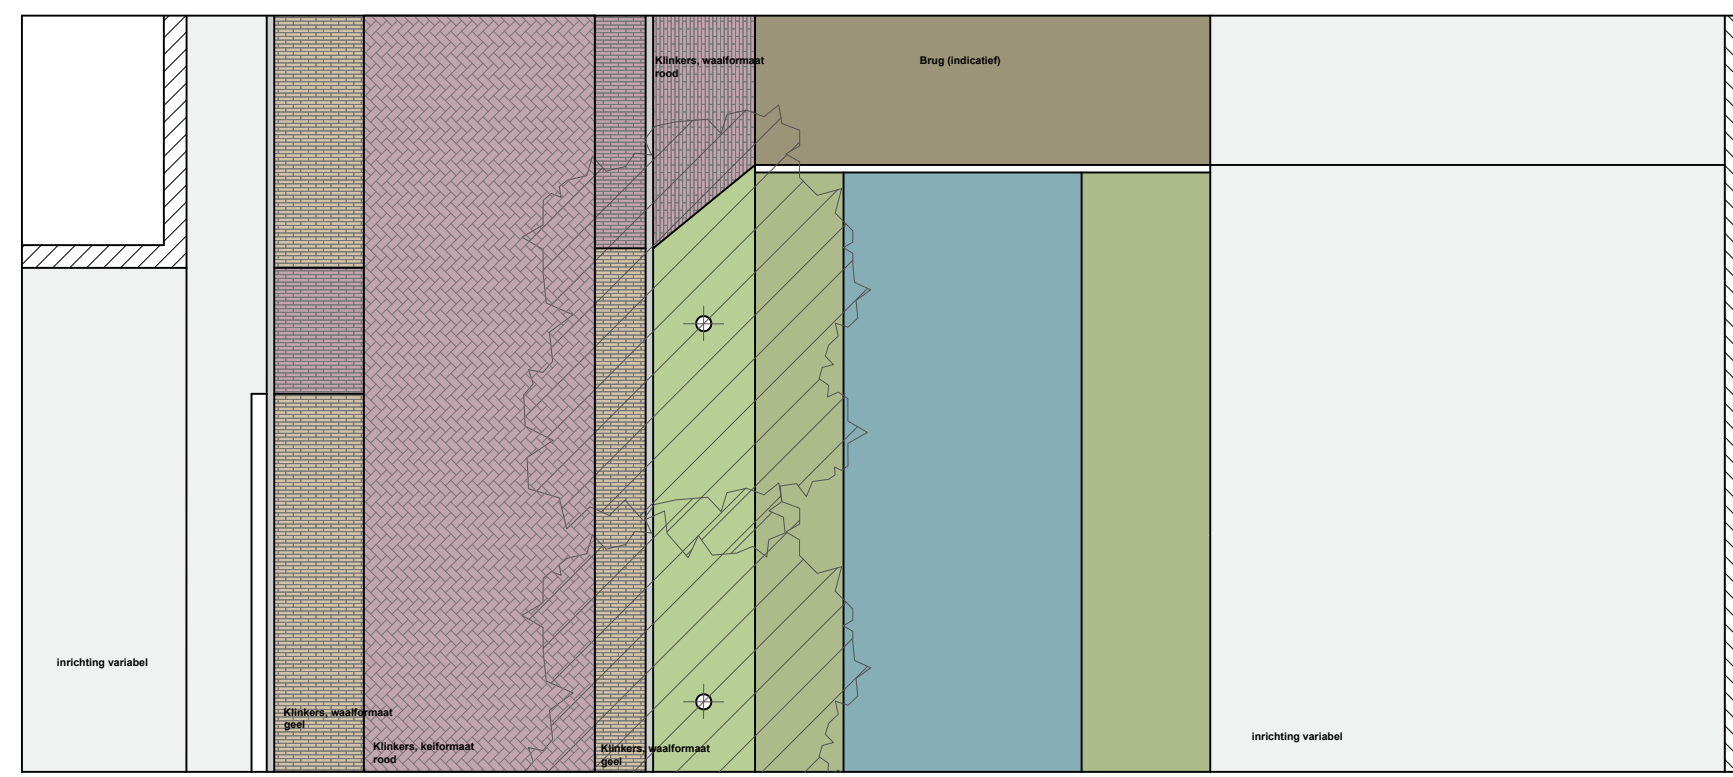 Klinkers, waalformaat
rood
Brug (indicatief)
inrichting variabel
Klinkers, waalformaat
geel
Klinkers, keiformaat
rood
Klinkers, waalformaat
geel
inrichting variabel